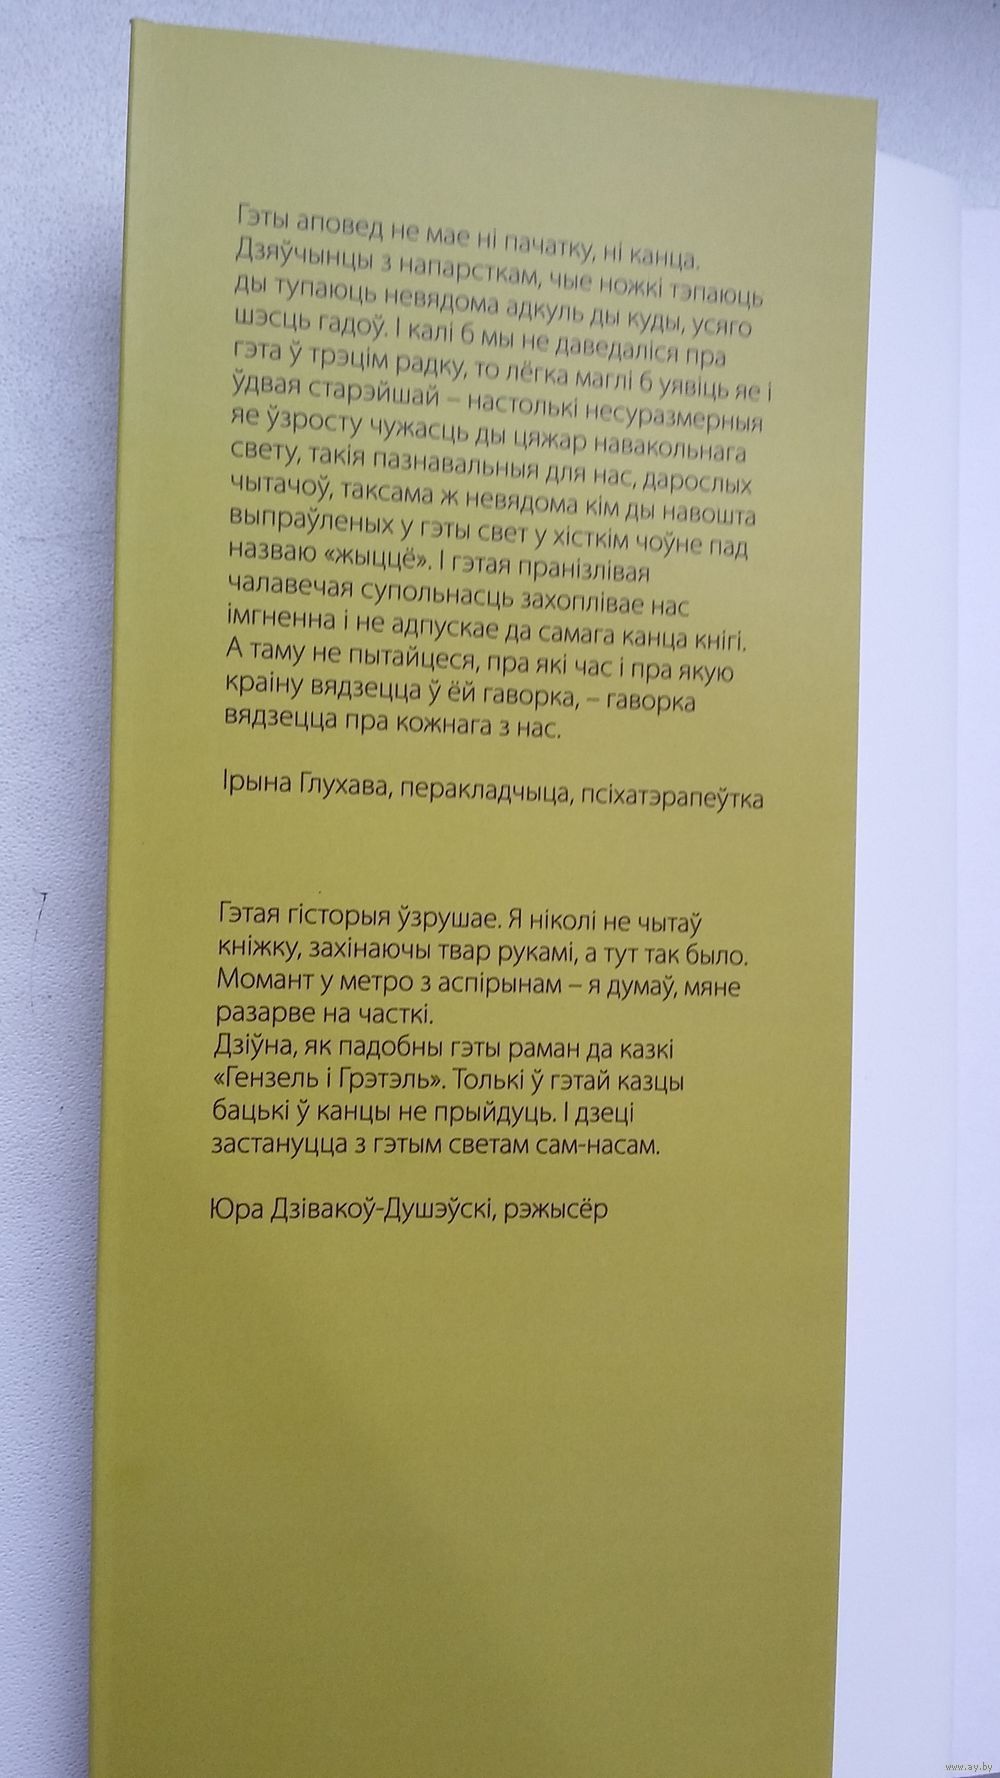 Гэты аповед не мае ні пачатку, ні канца.
Дзяўчынцы з напарсткам, чые ножкі тэпаюць
ды тупаюць невядома адкуль ды куды, усяго
шэсць гадоў. І калі б мы не даведаліся пра
гэта ў трэцім радку, то лёгка маглі б уявіць яе і
ўдвая старэйшай – настолькі несуразмерныя
яе ўзросту чужасць ды цяжар навакольнага
свету, такія пазнавальныя для нас, дарослых
чытачоў, таксама ж невядома кім ды навошта
выпраўленых у гэты свет у хісткім чоўне пад
назваю «жыццё». І гэтая пранізлівая
чалавечая супольнасць захоплівае нас
імгненна і не адпускае да самага канца кнігі.
А таму не пытайцеся, пра які час і пра якую
краіну вядзецца ў ёй гаворка, – гаворка
вядзецца пра кожнага з нас.
Ірына Глухава, перакладчыца, псіхатэрапеўтка
Гэтая гісторыя ўзрушае. Я ніколі не чытаў
кніжку, захінаючы твар рукамі, а тут так было.
Момант у метро з аспірынам – я думаў, мяне
разарве на часткі.
Дзіўна, як падобны гэты раман да казкі
«Гензель і Грэтэль». Толькі ў гэтай казцы
бацькі ў канцы не прыйдуць. І дзеці
застануцца з гэтым светам сам-насам.
Юра Дзівакоў-Душэўскі, рэжысёр
www.ay.by